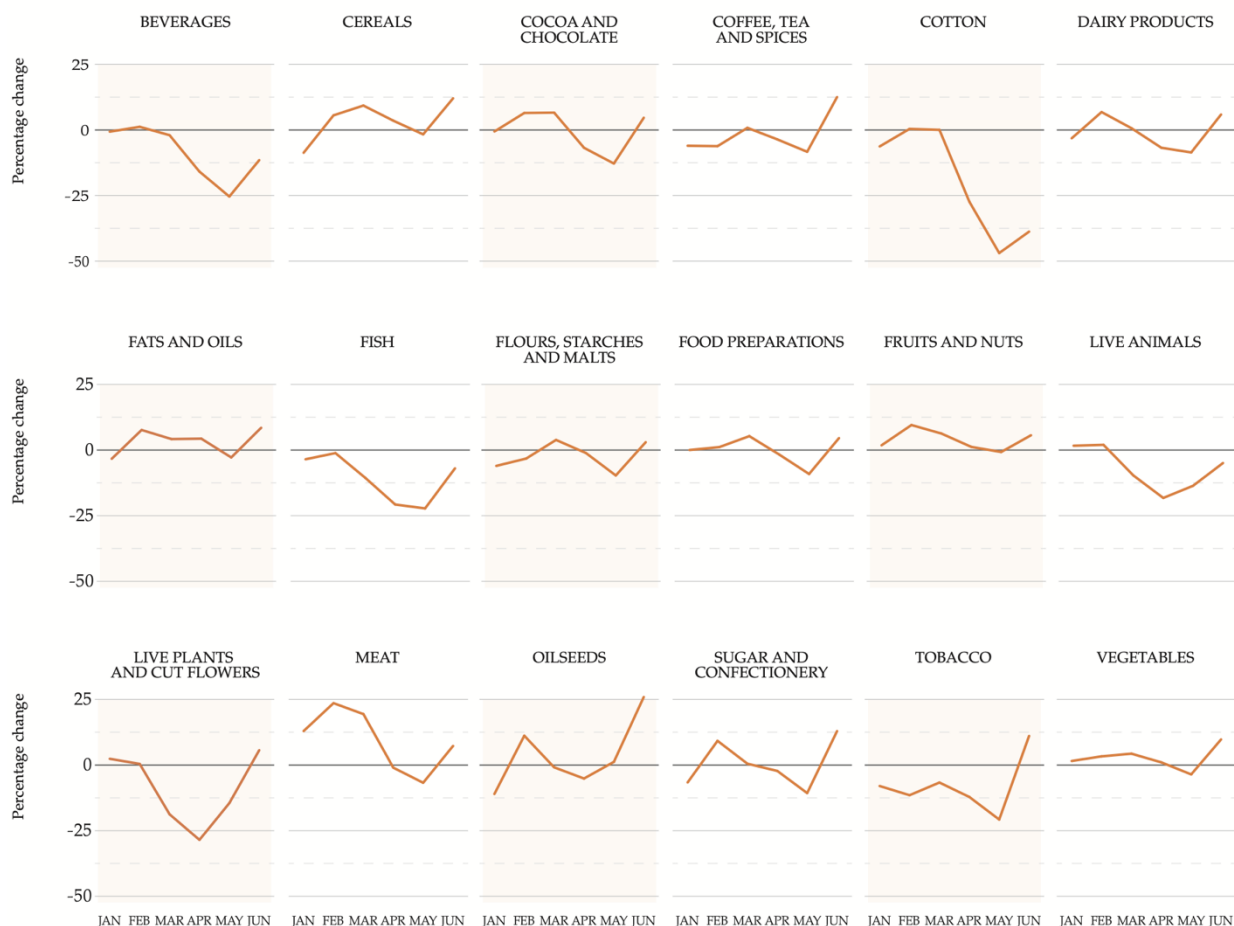 BEVERAGES
CEREALS
COCOA AND
CHOCOLATE
COFFEE, TEA
AND SPICES
COTTON
DAIRY PRODUCTS
Percentage change
25
0
-25
-50
FATS AND OILS
FISH
FLOURS, STARCHES
AND MALTS
FOOD PREPARATIONS
FRUITS AND NUTS
LIVE ANIMALS
Percentage change
25
0
-25
-50
LIVE PLANTS
AND CUT FLOWERS
MEAT
OILSEEDS
SUGAR AND
CONFECTIONERY
TOBACCO
VEGETABLES
Percentage change
25
0
-25
-50
JAN FEB MAR APR MAY JUN
JAN FEB MAR APR MAY JUN
JAN FEB MAR APR MAY JUN
JAN FEB MAR APR MAY JUN
JAN FEB MAR APR MAY JUN
JAN FEB MAR APR MAY JUN